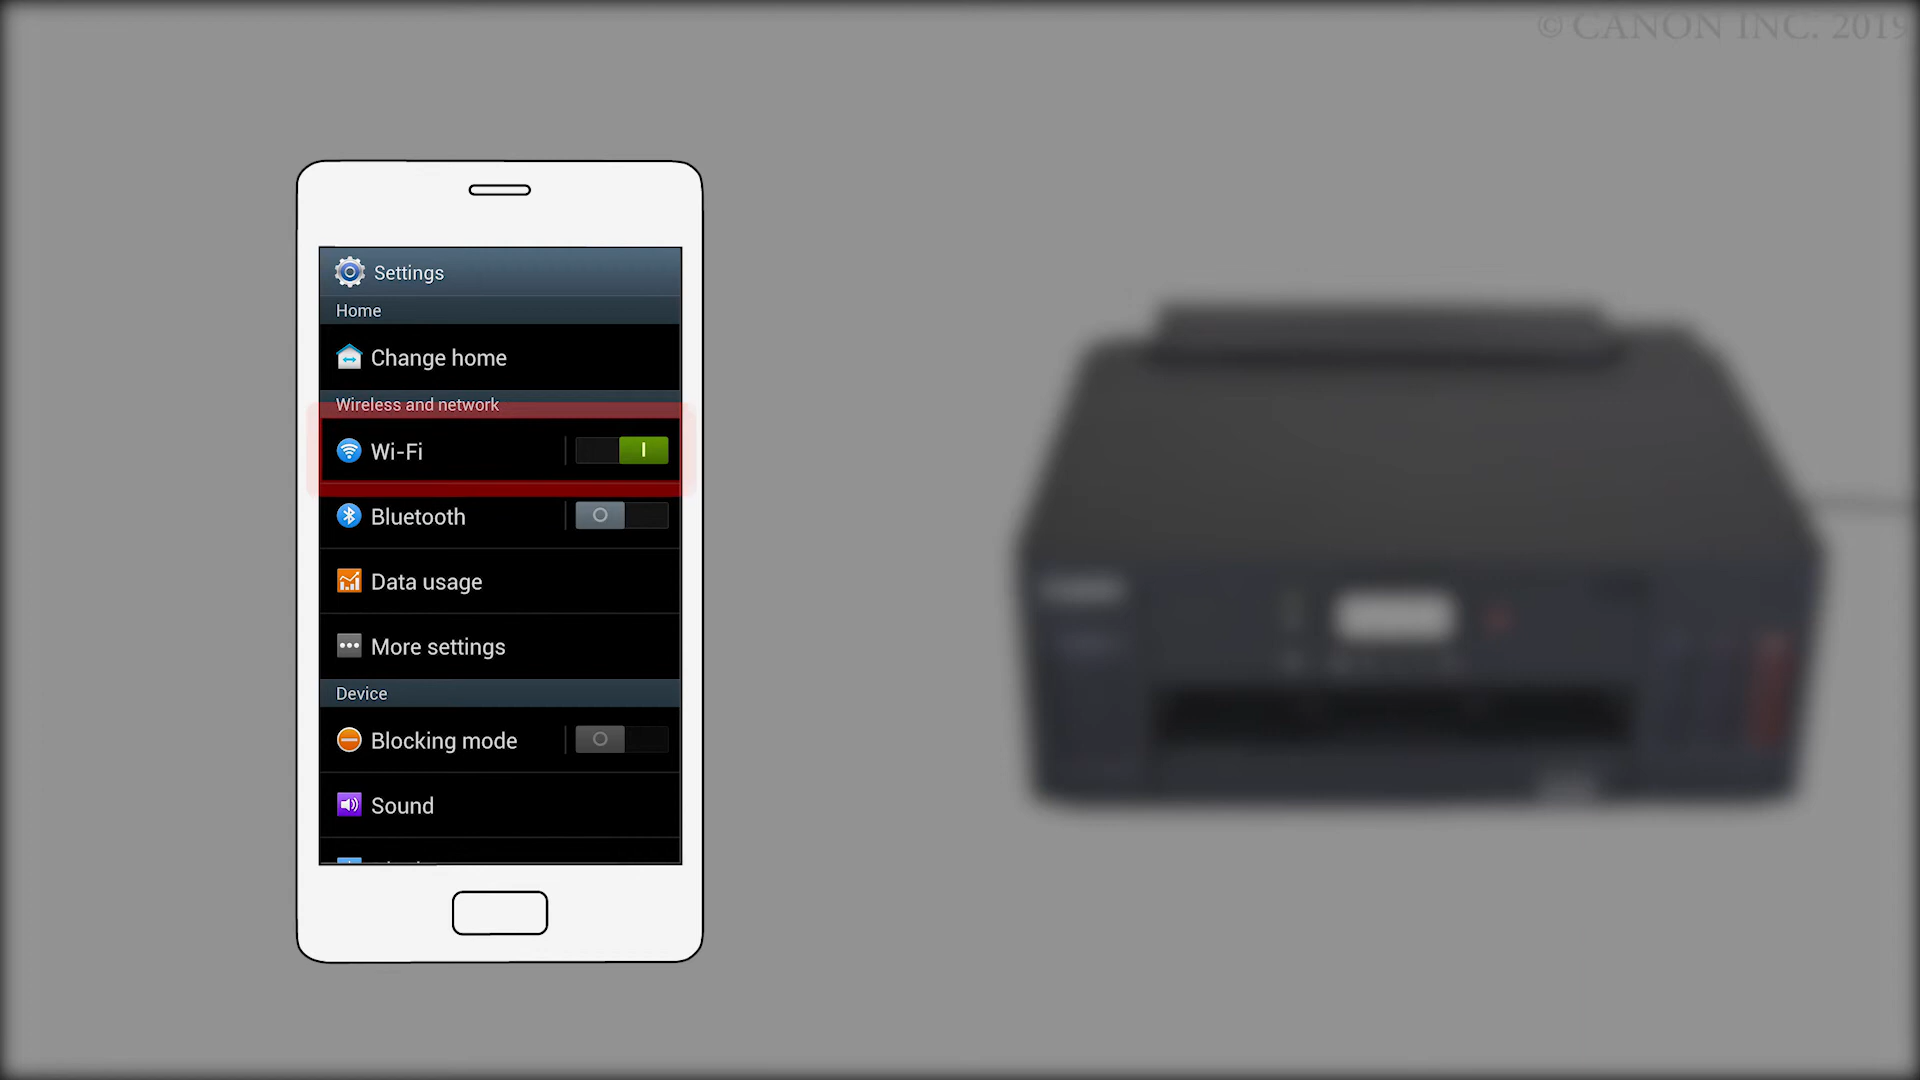 © CANON INC. 2019
Settings
Home
Change home
Wireless and network
Wi-Fi
Bluetooth
Data usage
More settings
Device
Blocking mode
Sound